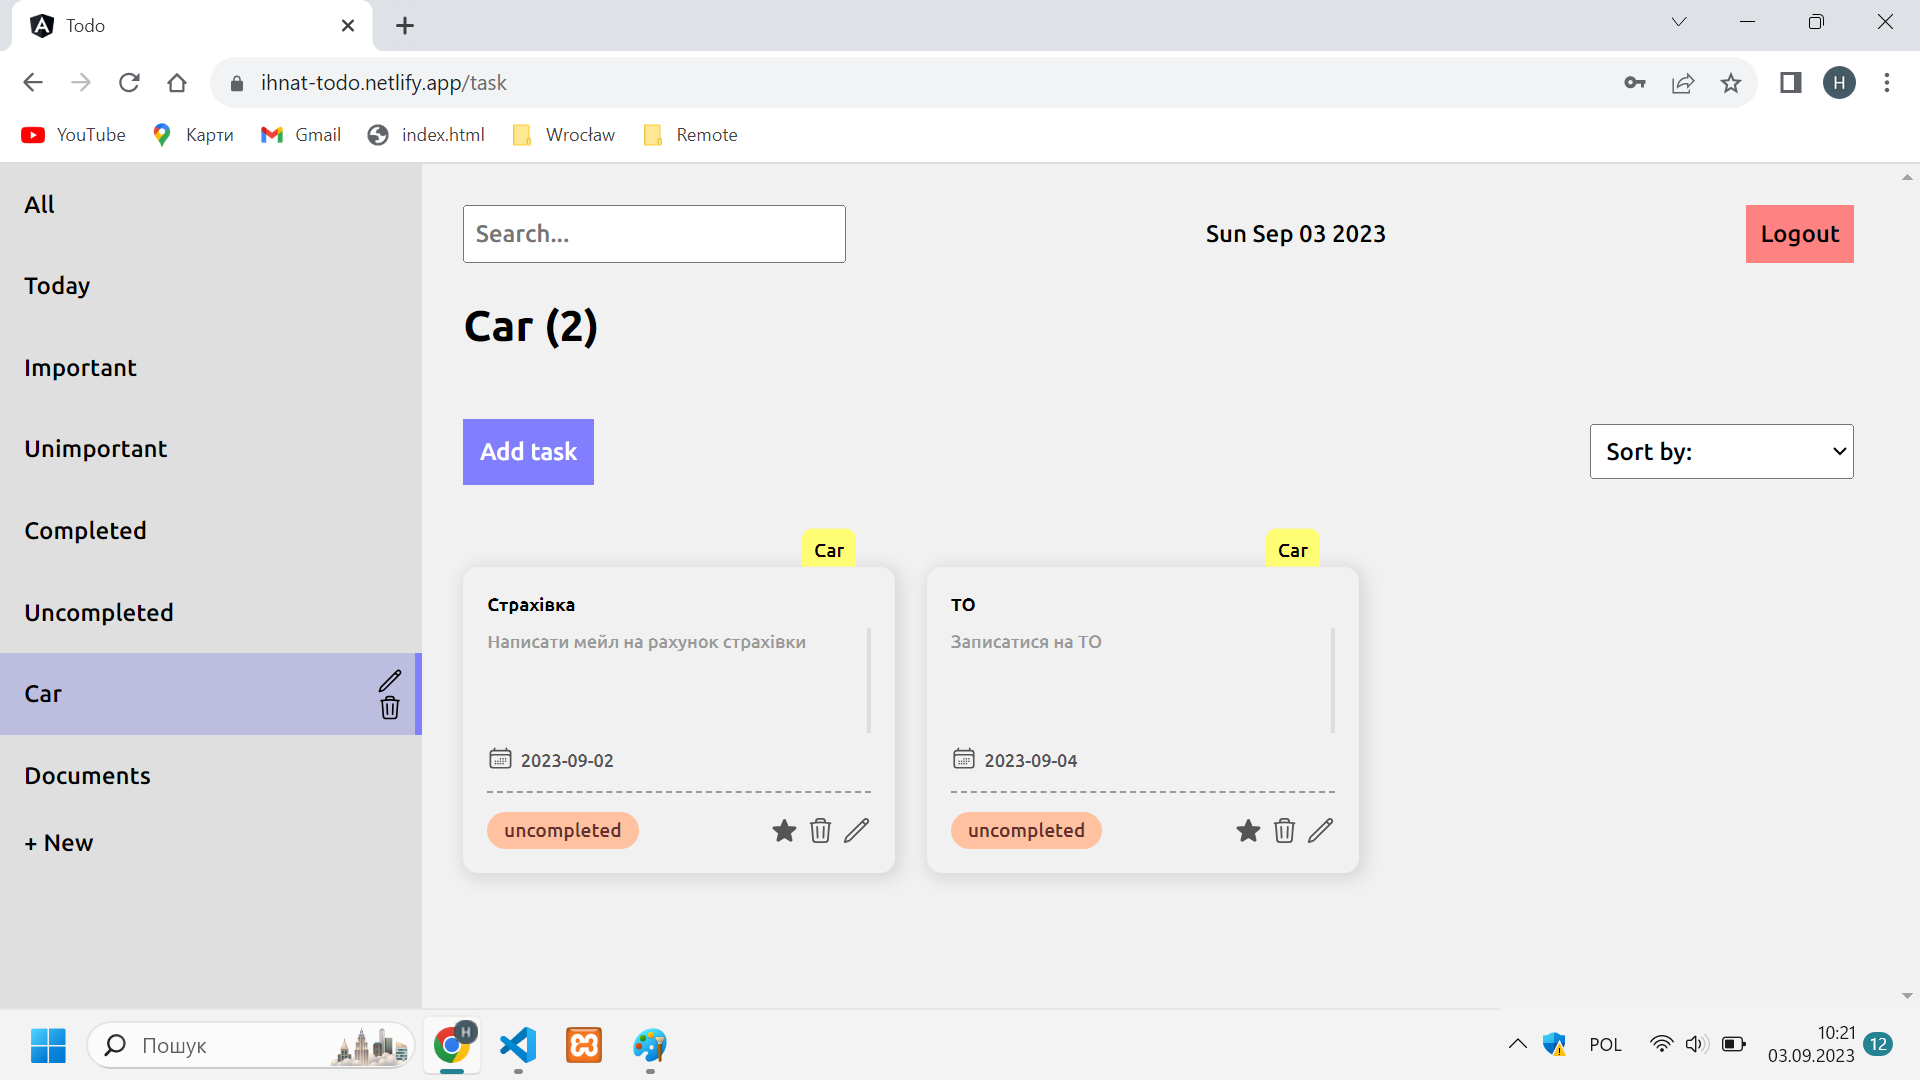 Todo
ihnat-todo.netlify.app/task
H
YouTube
Карти
Gmail
index.html
Wrocław
Remote
All
Today
Important
Unimportant
Completed
Uncompleted
Car
Documents
+ New
Search...
Sun Sep 03 2023
Logout
Car (2)
Add task
Sort by:
Car
Страхівка
Написати мейл на рахунок страхівки
2023-09-02
uncompleted
Car
ТО
Записатися на ТО
2023-09-04
uncompleted
Пошук
H
POL
10:21
03.09.2023
12